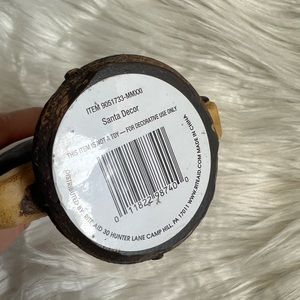 ITEM 9051733-MMXXI
Santa Decor
THIS ITEM IS NOT A TOY — FOR DECORATIVE USE ONLY
0 11822 98740 0
X
DISTRIBUTED BY: RITE AID 30 HUNTER LANE CAMP HILL, PA 17011 WWW.RITEAID.COM MADE IN CHINA